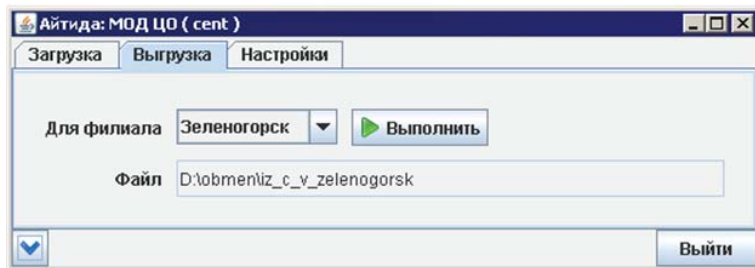 Айтида: МОД ЦО ( cent )
Загрузка Выгрузка Настройки
Для филиала Зеленогорск Выполнить
Файл D:\obmen\iz_c_v_zelenogorsk
Выйти